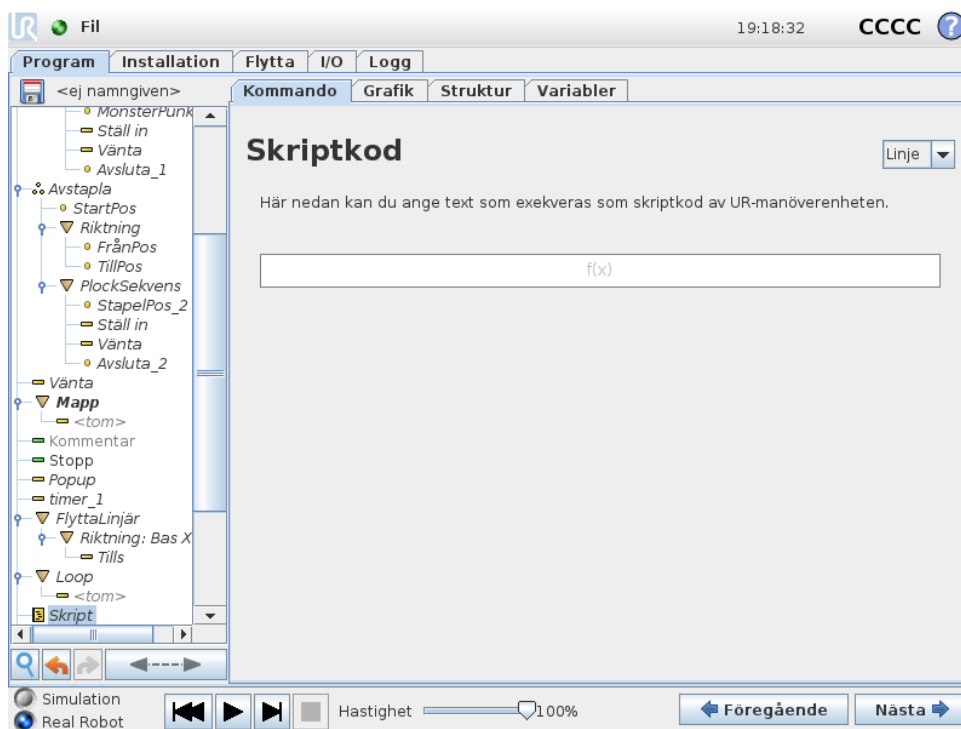 UR Fil 19:18:32 CCCC ?
Program Installation Flytta I/O Logg
<ej namngiven> Kommando Grafik Struktur Variabler
MönsterPunk
Ställ in
Vänta
Avsluta_1
Avstapla
StartPos
Riktning
FrånPos
TillPos
PlockSekvens
StapelPos_2
Ställ in
Vänta
Avsluta_2
Vänta
Mapp
<tom>
Kommentar
Stopp
Popup
timer_1
FlyttaLinjär
Riktning: Bas X
Tills
Loop
<tom>
Skript
Skriptkod
Linje
Här nedan kan du ange text som exekveras som skriptkod av UR-manöverenheten.
f(x)
Simulation
Real Robot
Hastighet 100%
Föregående Nästa